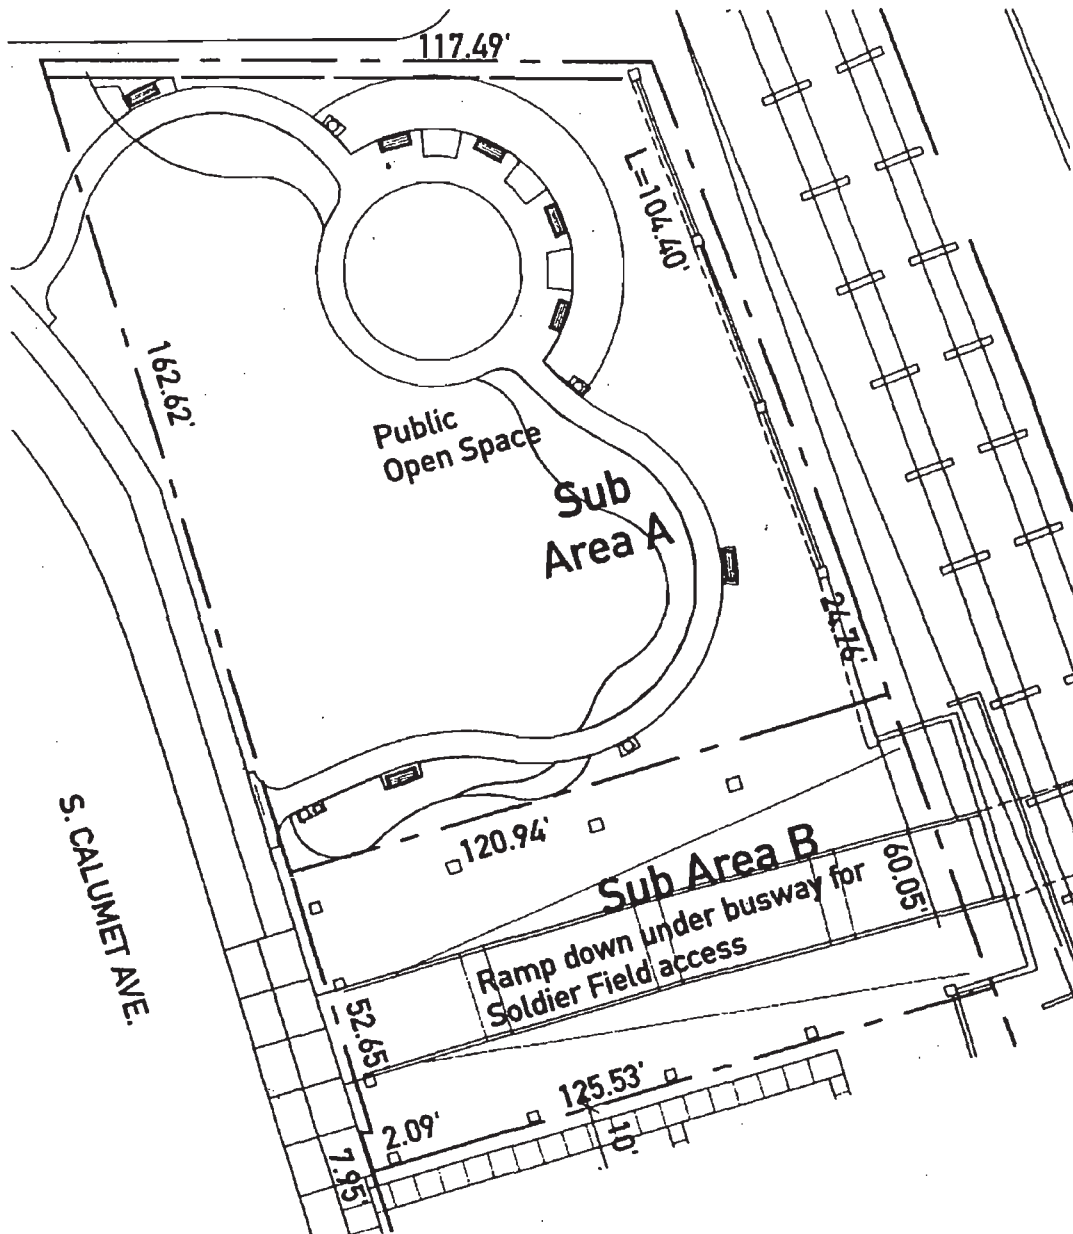 117.49'
L=104.40'
162.62'
Public
Open Space
Sub
Area A
24.76'
S. CALUMET AVE.
120.94'
Sub Area B
60.05'
Ramp down under busway for
Soldier Field access
52.65
125.53'
2.09'
10'
7.95'